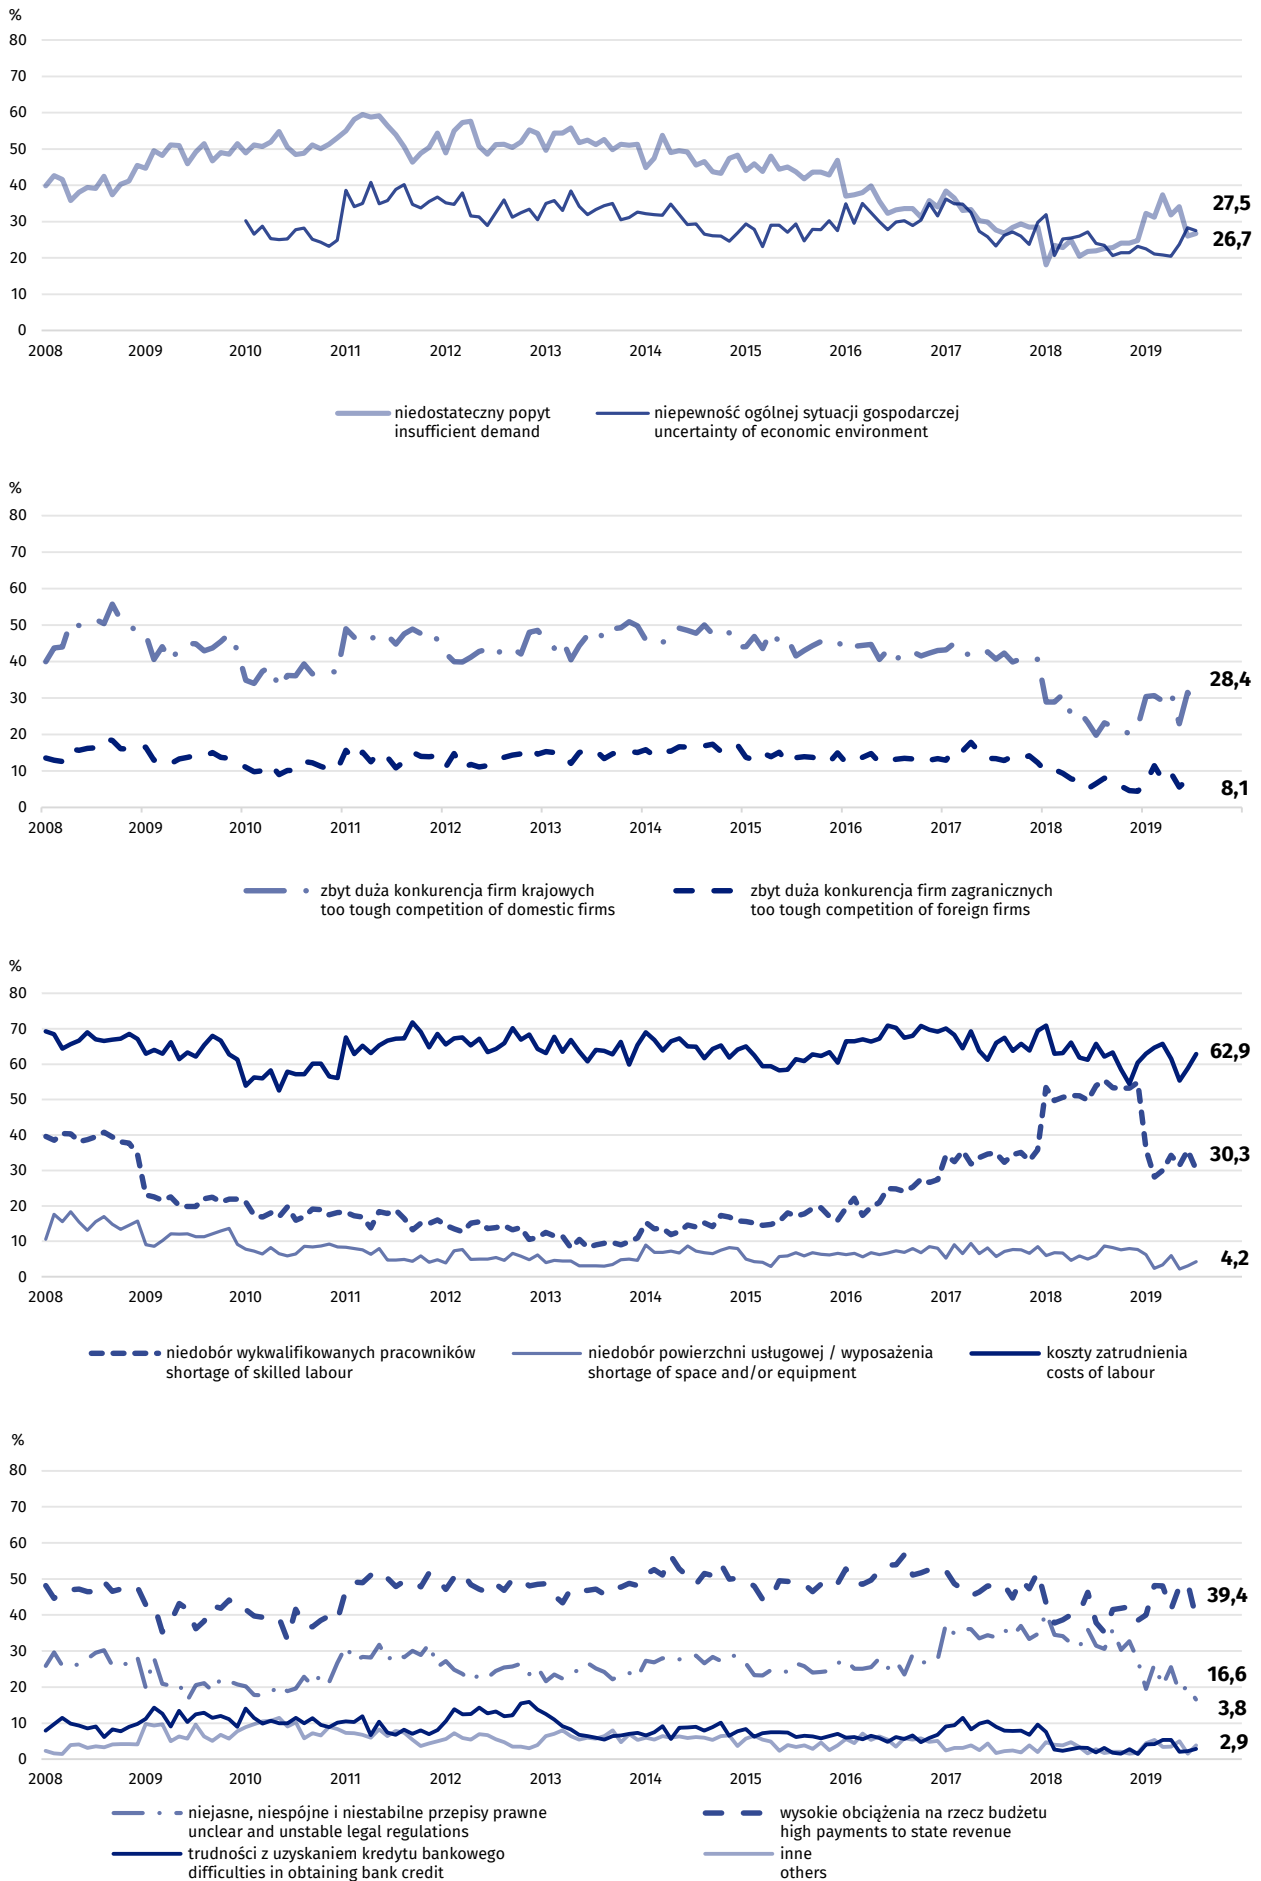 %
80
70
60
50
40
30
20
10
0
27,5
26,7
2008 2009 2010 2011 2012 2013 2014 2015 2016 2017 2018 2019
niedostateczny popyt
insufficient demand
niepewność ogólnej sytuacji gospodarczej
uncertainty of economic environment
%
80
70
60
50
40
30
20
10
0
28,4
8,1
2008 2009 2010 2011 2012 2013 2014 2015 2016 2017 2018 2019
zbyt duża konkurencja firm krajowych
too tough competition of domestic firms
zbyt duża konkurencja firm zagranicznych
too tough competition of foreign firms
%
80
70
60
50
40
30
20
10
0
62,9
30,3
4,2
2008 2009 2010 2011 2012 2013 2014 2015 2016 2017 2018 2019
niedobór wykwalifikowanych pracowników
shortage of skilled labour
niedobór powierzchni usługowej / wyposażenia
shortage of space and/or equipment
koszty zatrudnienia
costs of labour
%
80
70
60
50
40
30
20
10
0
39,4
16,6
3,8
2,9
2008 2009 2010 2011 2012 2013 2014 2015 2016 2017 2018 2019
niejasne, niespójne i niestabilne przepisy prawne
unclear and unstable legal regulations
wysokie obciążenia na rzecz budżetu
high payments to state revenue
trudności z uzyskaniem kredytu bankowego
difficulties in obtaining bank credit
inne
others